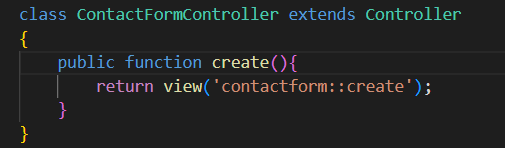 class ContactFormController extends Controller
{
    public function create(){
        return view('contactform::create');
    }
}